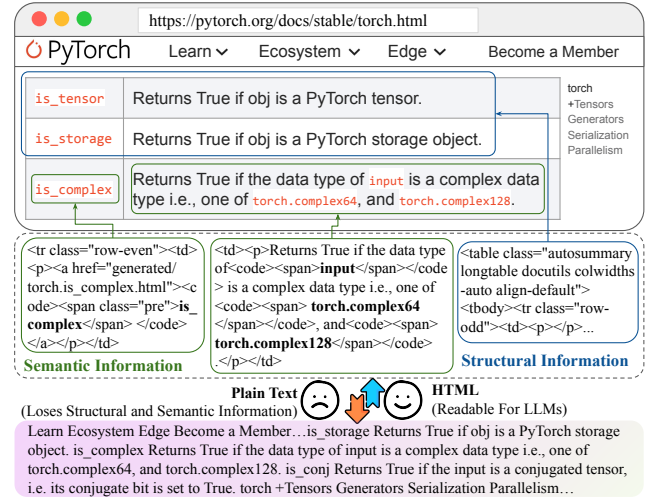 https://pytorch.org/docs/stable/torch.html
PyTorch Learn Ecosystem Edge Become a Member
is_tensor Returns True if obj is a PyTorch tensor.
is_storage Returns True if obj is a PyTorch storage object.
is_complex Returns True if the data type of input is a complex data
type i.e., one of torch.complex64, and torch.complex128.
torch
+Tensors
Generators
Serialization
Parallelism
<tr class="row-even"><td>
<p><a href="generated/
torch.is_complex.html"><c
ode><span class="pre">is_
complex</span> </code>
</a></p></td>
Semantic Information
<td><p>Returns True if the data type
of<code><span>input</span></code
> is a complex data type i.e., one of
<code><span> torch.complex64
</span></code>, and<code><span>
torch.complex128</span></code>
.</p></td>
<table class="autosummary
longtable docutils colwidths
-auto align-default">
<tbody><tr class="row-
odd"><td><p></p>...
Structural Information
Plain Text
(Loses Structural and Semantic Information)
HTML
(Readable For LLMs)
Learn Ecosystem Edge Become a Member…is_storage Returns True if obj is a PyTorch storage
object. is_complex Returns True if the data type of input is a complex data type i.e., one of
torch.complex64, and torch.complex128. is_conj Returns True if the input is a conjugated tensor,
i.e. its conjugate bit is set to True. torch +Tensors Generators Serialization Parallelism…